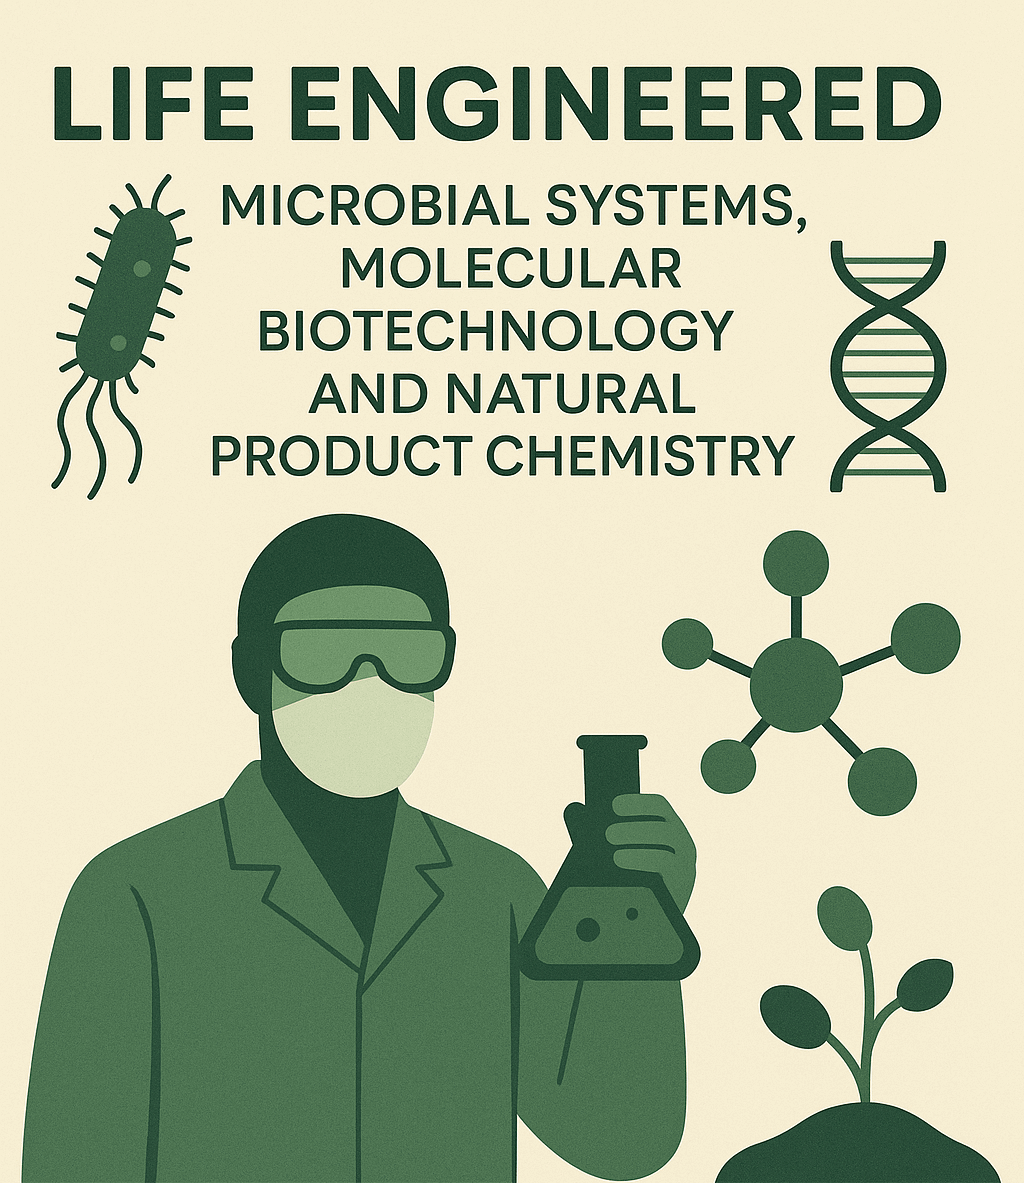 LIFE ENGINEERED
MICROBIAL SYSTEMS,
MOLECULAR
BIOTECHNOLOGY
AND NATURAL
PRODUCT CHEMISTRY